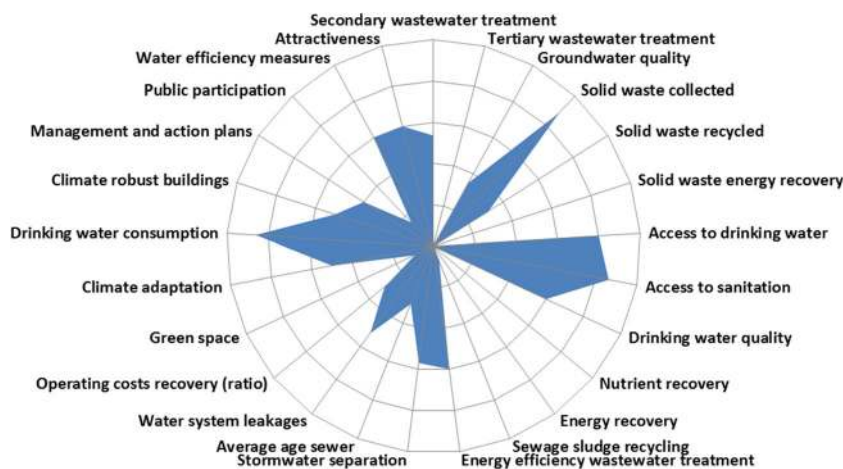 Secondary wastewater treatment
Attractiveness
Tertiary wastewater treatment
Water efficiency measures
Groundwater quality
Public participation
Solid waste collected
Management and action plans
Solid waste recycled
Climate robust buildings
Solid waste energy recovery
Drinking water consumption
Access to drinking water
Climate adaptation
Access to sanitation
Green space
Drinking water quality
Operating costs recovery (ratio)
Nutrient recovery
Water system leakages
Energy recovery
Average age sewer
Sewage sludge recycling
Stormwater separation
Energy efficiency wastewater treatment